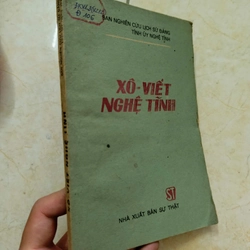 BAN NGHIÊN CỨU LỊCH SỬ ĐẢNG
TỈNH ỦY NGHỆ TĨNH
XÔ-VIẾT
NGHỆ TĨNH
ST
NHÀ XUẤT BẢN SỰ THẬT